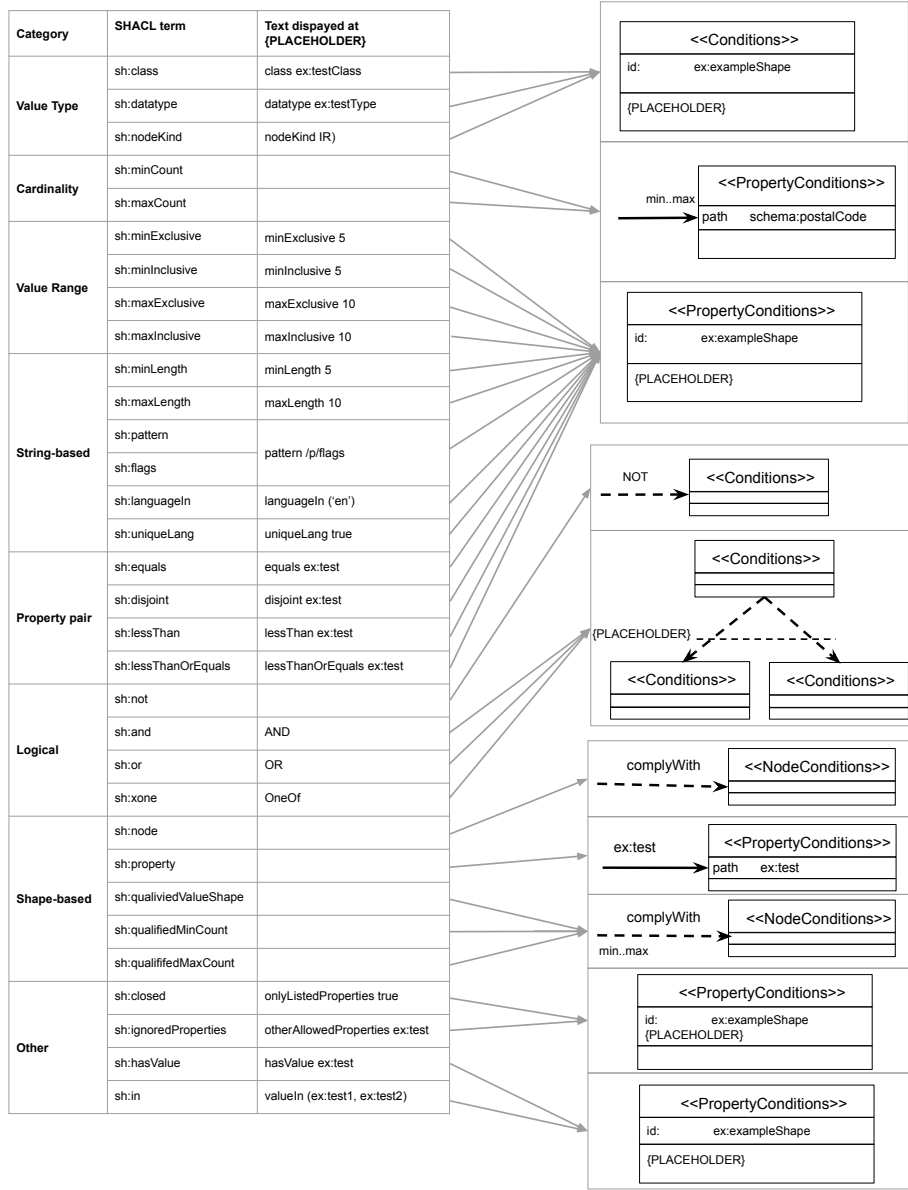 Category SHACL term Text dispayed at
{PLACEHOLDER}
Value Type
sh:class class ex:testClass
sh:datatype datatype ex:testType
sh:nodeKind nodeKind IR)
Cardinality
sh:minCount
sh:maxCount
Value Range
sh:minExclusive minExclusive 5
sh:minInclusive minInclusive 5
sh:maxExclusive maxExclusive 10
sh:maxInclusive maxInclusive 10
String-based
sh:minLength minLength 5
sh:maxLength maxLength 10
sh:pattern
pattern /p/flags
sh:flags
sh:languageIn languageIn (‘en’)
sh:uniqueLang uniqueLang true
Property pair
sh:equals equals ex:test
sh:disjoint disjoint ex:test
sh:lessThan lessThan ex:test
sh:lessThanOrEquals lessThanOrEquals ex:test
Logical
sh:not
sh:and AND
sh:or OR
sh:xone OneOf
Shape-based
sh:node
sh:property
sh:qualiviedValueShape
sh:qualifiedMinCount
sh:qualififedMaxCount
Other
sh:closed onlyListedProperties true
sh:ignoredProperties otherAllowedProperties ex:test
sh:hasValue hasValue ex:test
sh:in valueIn (ex:test1, ex:test2)
<<Conditions>>
id: ex:exampleShape
{PLACEHOLDER}
<<PropertyConditions>>
min..max
path schema:postalCode
<<PropertyConditions>>
id: ex:exampleShape
{PLACEHOLDER}
NOT
<<Conditions>>
<<Conditions>>
{PLACEHOLDER}
<<Conditions>> <<Conditions>>
complyWith
<<NodeConditions>>
ex:test
<<PropertyConditions>>
path ex:test
complyWith
<<NodeConditions>>
min..max
<<PropertyConditions>>
id: ex:exampleShape
{PLACEHOLDER}
<<PropertyConditions>>
id: ex:exampleShape
{PLACEHOLDER}